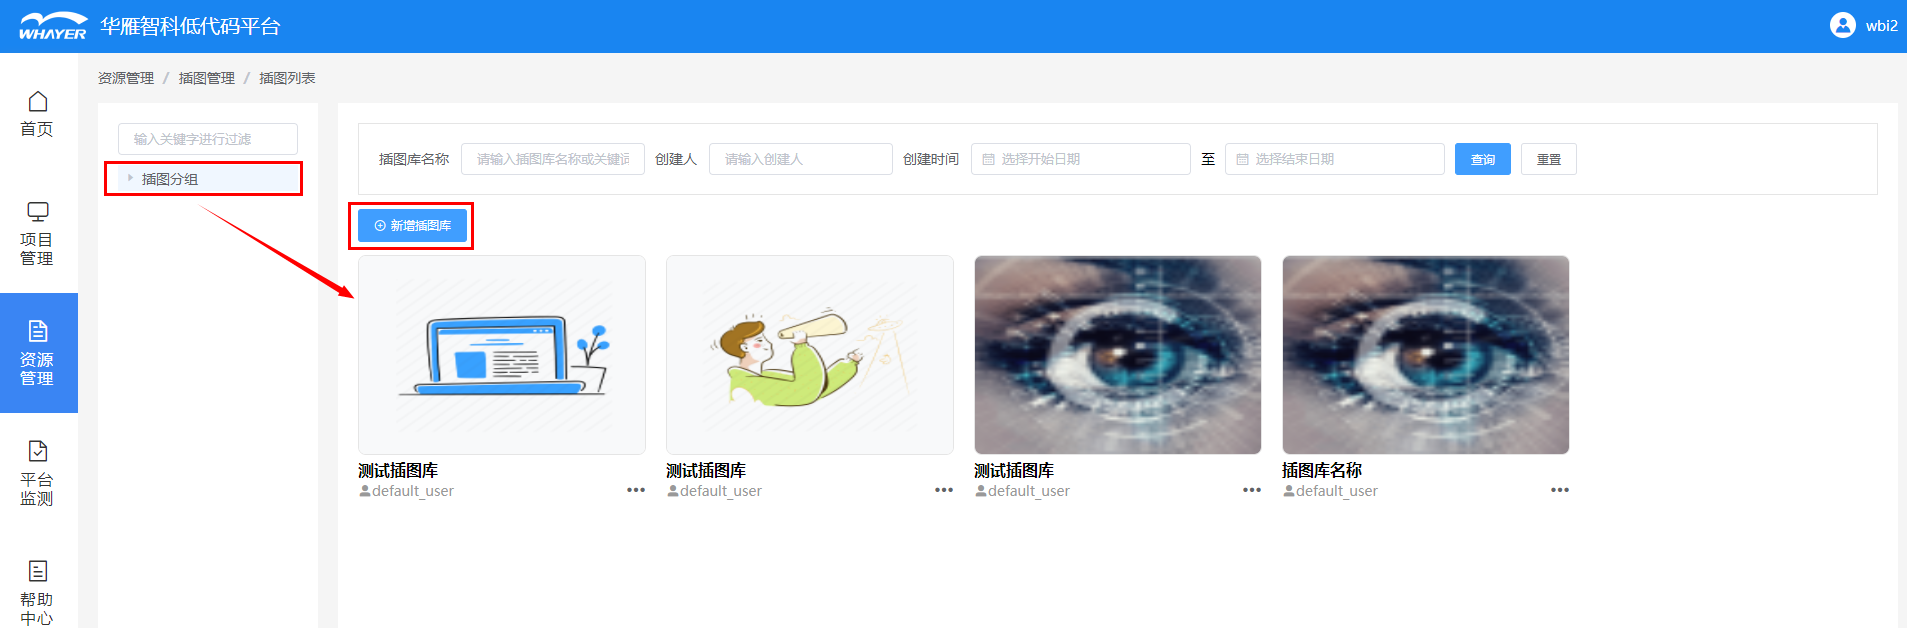 WHAYER 华雁智科低代码平台
wbi2
首页
项目
管理
资源
管理
平台
监测
帮助
中心
资源管理 / 插图管理 / 插图列表
输入关键字进行过滤
插图分组
插图库名称 请输入插图库名称或关键词 创建人 请输入创建人 创建时间 选择开始日期 至 选择结束日期 查询 重置
新增插图库
测试插图库
default_user
测试插图库
default_user
测试插图库
default_user
插图库名称
default_user